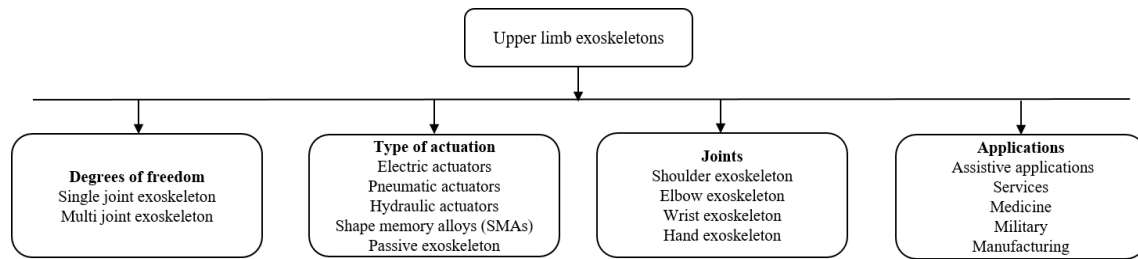 Upper limb exoskeletons
Degrees of freedom
Single joint exoskeleton
Multi joint exoskeleton
Type of actuation
Electric actuators
Pneumatic actuators
Hydraulic actuators
Shape memory alloys (SMAs)
Passive exoskeleton
Joints
Shoulder exoskeleton
Elbow exoskeleton
Wrist exoskeleton
Hand exoskeleton
Applications
Assistive applications
Services
Medicine
Military
Manufacturing